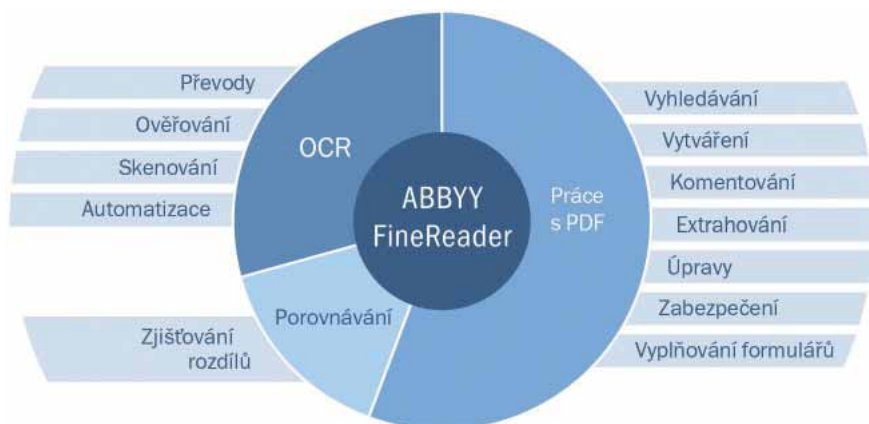 Převody
Ověřování
Skenování
Automatizace
Zjišťování
rozdílů
OCR
Porovnávání
ABBYY
FineReader
Práce
s PDF
Vyhledávání
Vytváření
Komentování
Extrahování
Úpravy
Zabezpečení
Vyplňování formulářů